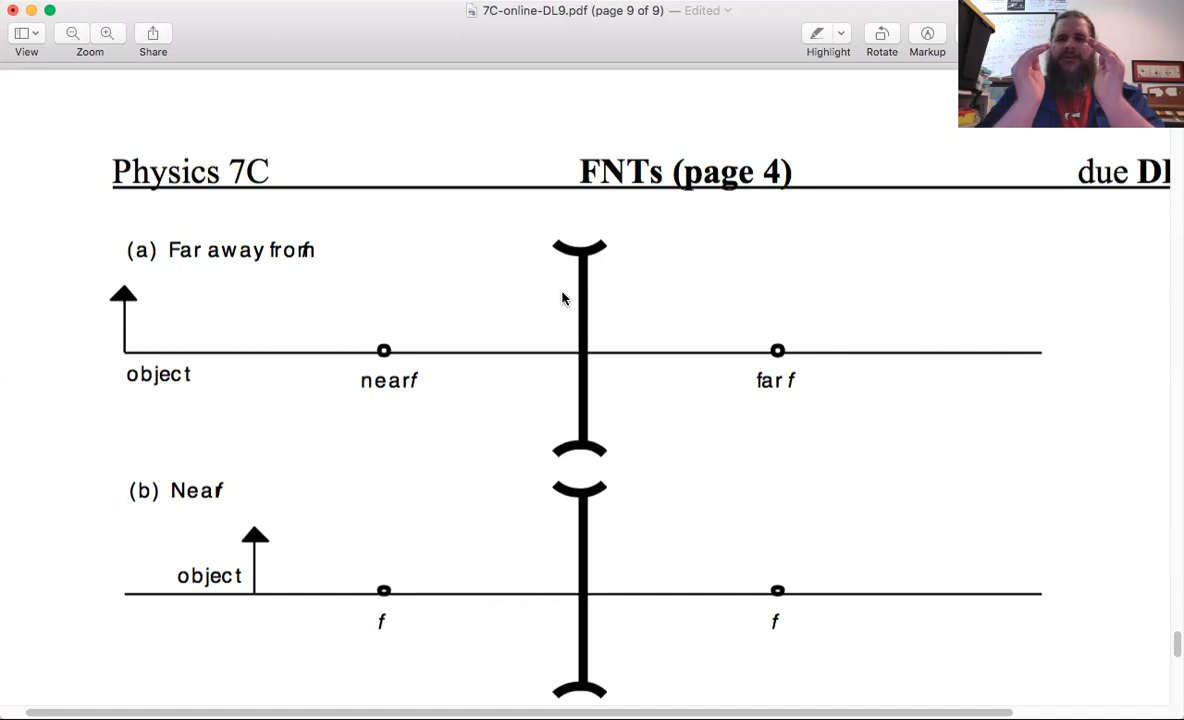 7C-online-DL9.pdf (page 9 of 9) — Edited
View
Zoom
Share
Highlight
Rotate
Markup
Physics 7C
FNTs (page 4)
due
(a) Far away from
object
near f
far f
(b) Near f
object
f
f